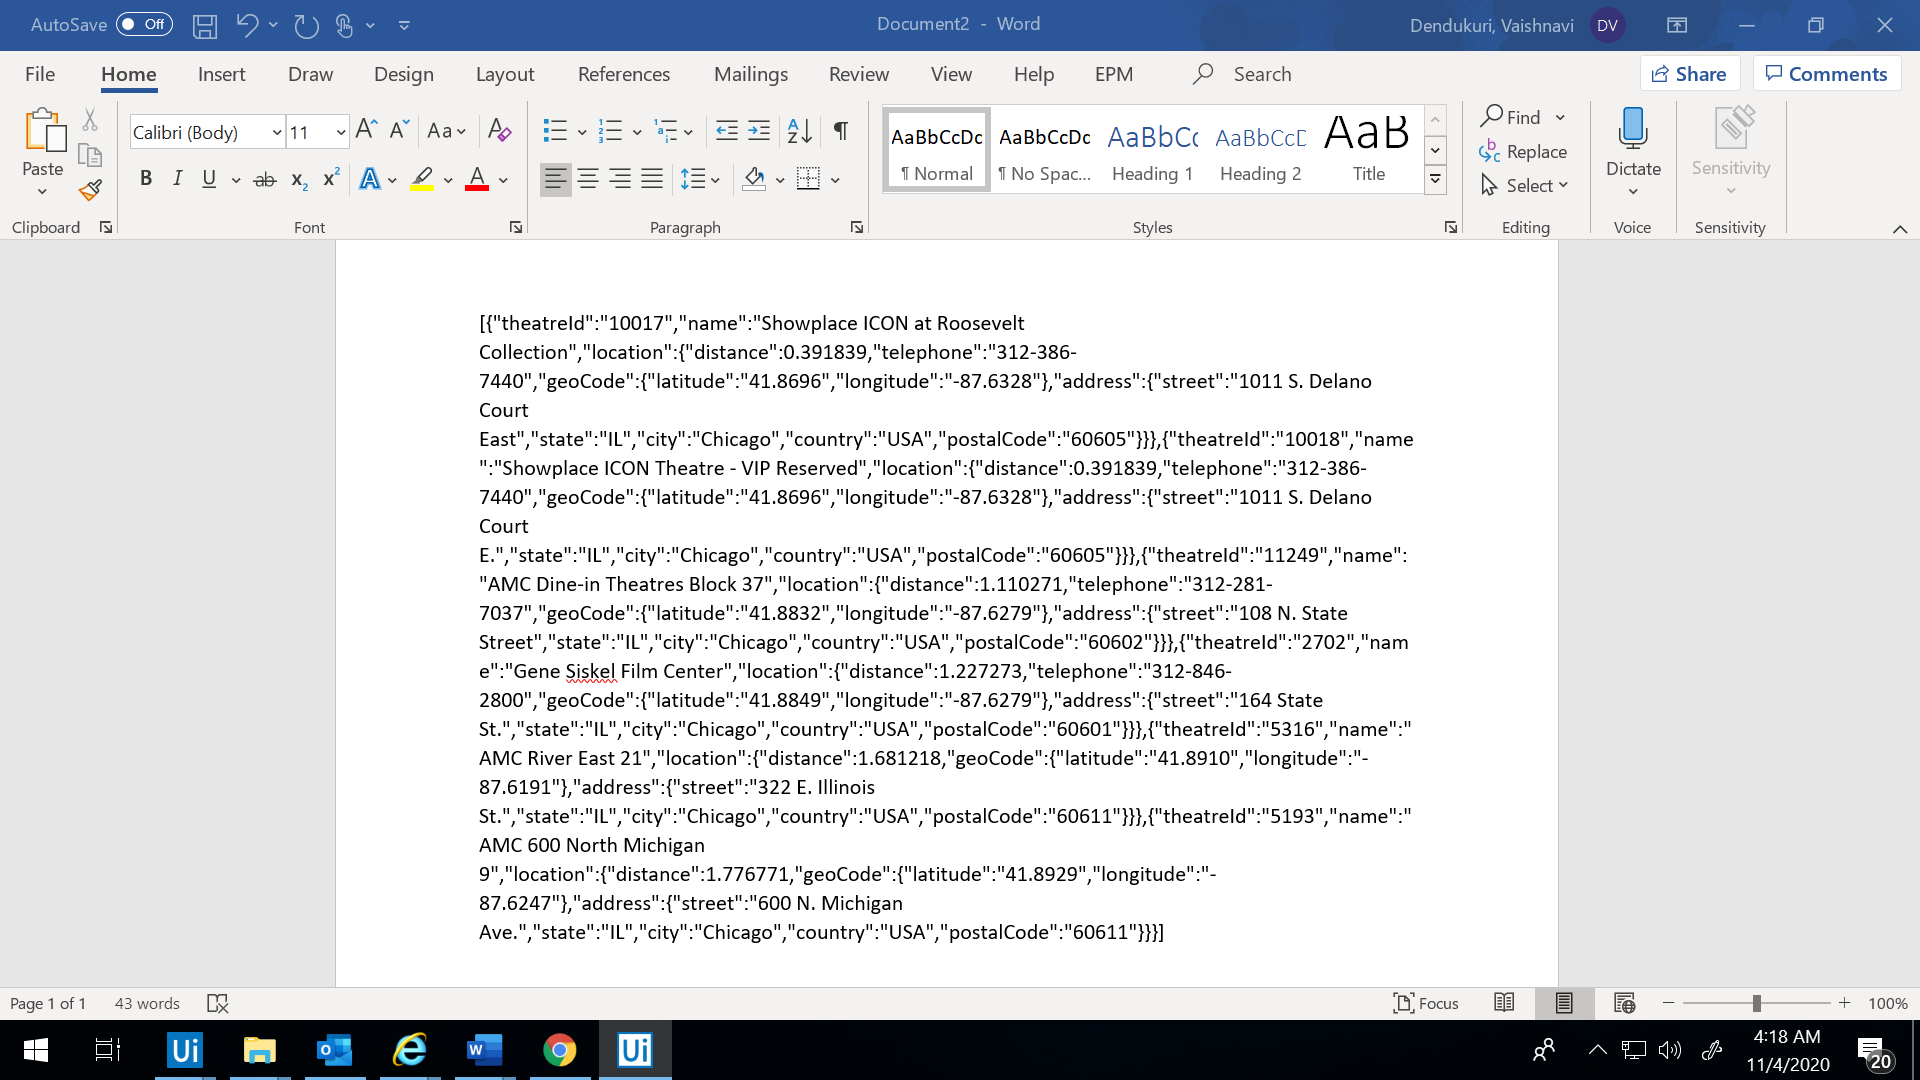 AutoSave Off Document2 - Word Dendukuri, Vaishnavi DV
File Home Insert Draw Design Layout References Mailings Review View Help EPM Search Share Comments
Calibri (Body) 11 Aa AaBbCcDc AaBbCcDc AaBbCc AaBbCcD AaB Find
Paste Replace
B I U ab x₂ x² A A ¶ Normal ¶ No Spac... Heading 1 Heading 2 Title Dictate Sensitivity Select
Clipboard Font Paragraph Styles Editing Voice Sensitivity
[{"theatreId":"10017","name":"Showplace ICON at Roosevelt
Collection","location":{"distance":0.391839,"telephone":"312-386-
7440","geoCode":{"latitude":"41.8696","longitude":"-87.6328"},"address":{"street":"1011 S. Delano
Court
East","state":"IL","city":"Chicago","country":"USA","postalCode":"60605"}}},{"theatreId":"10018","name
":"Showplace ICON Theatre - VIP Reserved","location":{"distance":0.391839,"telephone":"312-386-
7440","geoCode":{"latitude":"41.8696","longitude":"-87.6328"},"address":{"street":"1011 S. Delano
Court
E.","state":"IL","city":"Chicago","country":"USA","postalCode":"60605"}}},{"theatreId":"11249","name":
"AMC Dine-in Theatres Block 37","location":{"distance":1.110271,"telephone":"312-281-
7037","geoCode":{"latitude":"41.8832","longitude":"-87.6279"},"address":{"street":"108 N. State
Street","state":"IL","city":"Chicago","country":"USA","postalCode":"60602"}}},{"theatreId":"2702","nam
e":"Gene Siskel Film Center","location":{"distance":1.227273,"telephone":"312-846-
2800","geoCode":{"latitude":"41.8849","longitude":"-87.6279"},"address":{"street":"164 State
St.","state":"IL","city":"Chicago","country":"USA","postalCode":"60601"}}},{"theatreId":"5316","name":"
AMC River East 21","location":{"distance":1.681218,"geoCode":{"latitude":"41.8910","longitude":"-
87.6191"},"address":{"street":"322 E. Illinois
St.","state":"IL","city":"Chicago","country":"USA","postalCode":"60611"}}},{"theatreId":"5193","name":"
AMC 600 North Michigan
9","location":{"distance":1.776771,"geoCode":{"latitude":"41.8929","longitude":"-
87.6247"},"address":{"street":"600 N. Michigan
Ave.","state":"IL","city":"Chicago","country":"USA","postalCode":"60611"}}}]
Page 1 of 1 43 words Focus 100%
4:18 AM
11/4/2020 20